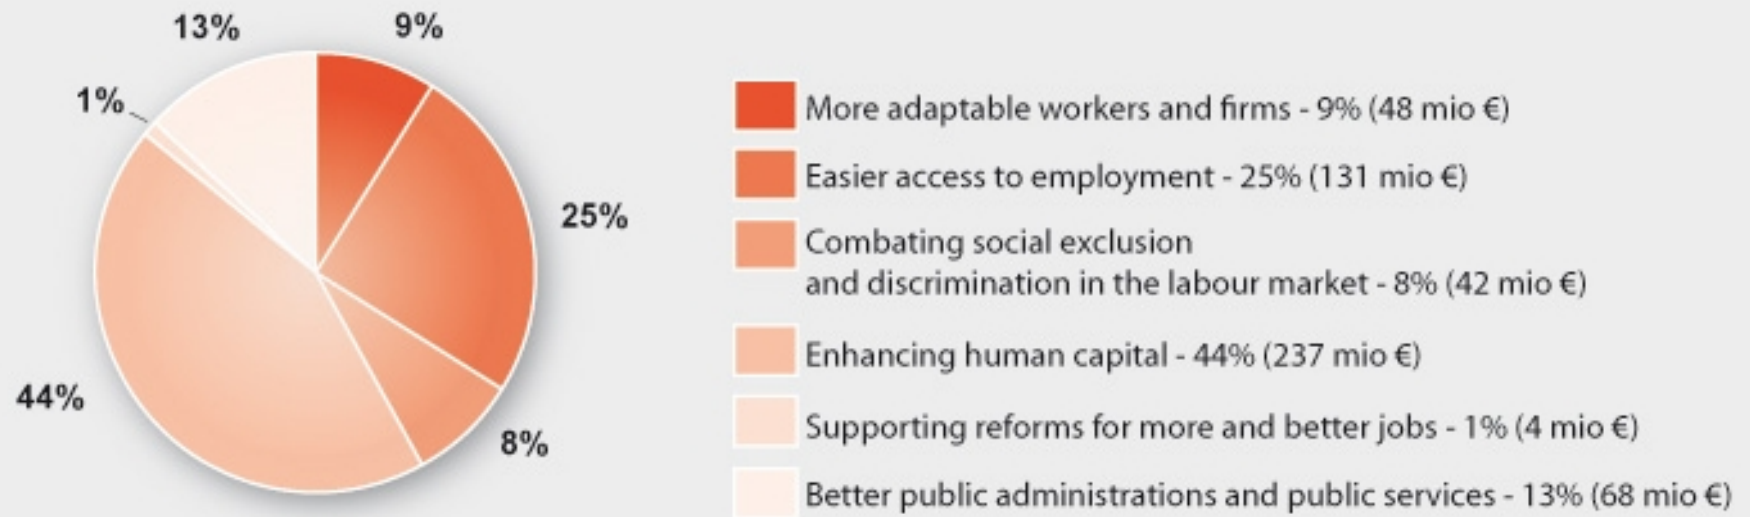 13%
9%
1%
25%
44%
8%
More adaptable workers and firms - 9% (48 mio €)
Easier access to employment - 25% (131 mio €)
Combating social exclusion
and discrimination in the labour market - 8% (42 mio €)
Enhancing human capital - 44% (237 mio €)
Supporting reforms for more and better jobs - 1% (4 mio €)
Better public administrations and public services - 13% (68 mio €)